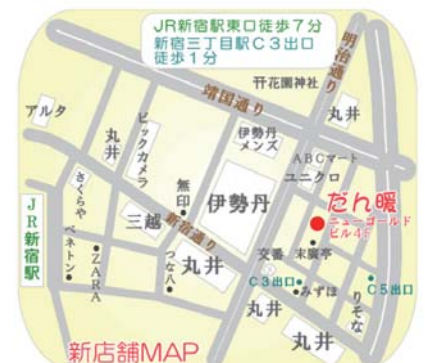 JR新宿駅東口徒歩7分
新宿三丁目駅C3出口
徒歩1分
明治通り
花園神社
靖国通り
丸井
アルタ
丸井
ビックカメラ
伊勢丹
メンズ
ABCマート
ユニクロ
さくらや
無印
伊勢丹
だん暖
ニューゴールド
ビル4F
JR新宿駅
ベネトン
ZARA
三越
新宿通り
つな八
丸井
交番
末廣亭
C3出口
みずほ
C5出口
りそな
丸井
丸井
新店舗MAP